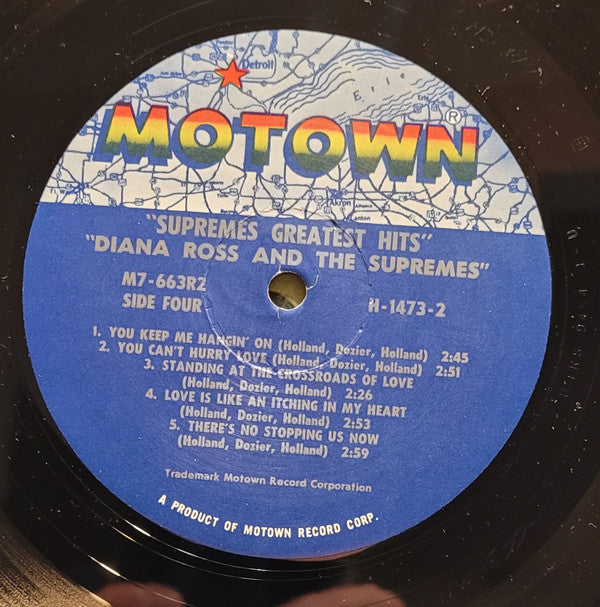 Detroit
Erie
MOTOWN®
Akron
Canton
"SUPREMES GREATEST HITS"
"DIANA ROSS AND THE SUPREMES"
M7-663R2
SIDE FOUR H-1473-2
1. YOU KEEP ME HANGIN' ON (Holland, Dozier, Holland) 2:45
2. YOU CAN'T HURRY LOVE (Holland, Dozier, Holland) 2:51
3. STANDING AT THE CROSSROADS OF LOVE
(Holland, Dozier, Holland) 2:26
4. LOVE IS LIKE AN ITCHING IN MY HEART
(Holland, Dozier, Holland) 2:53
5. THERE'S NO STOPPING US NOW
(Holland, Dozier, Holland) 2:59
Trademark Motown Record Corporation
A PRODUCT OF MOTOWN RECORD CORP.